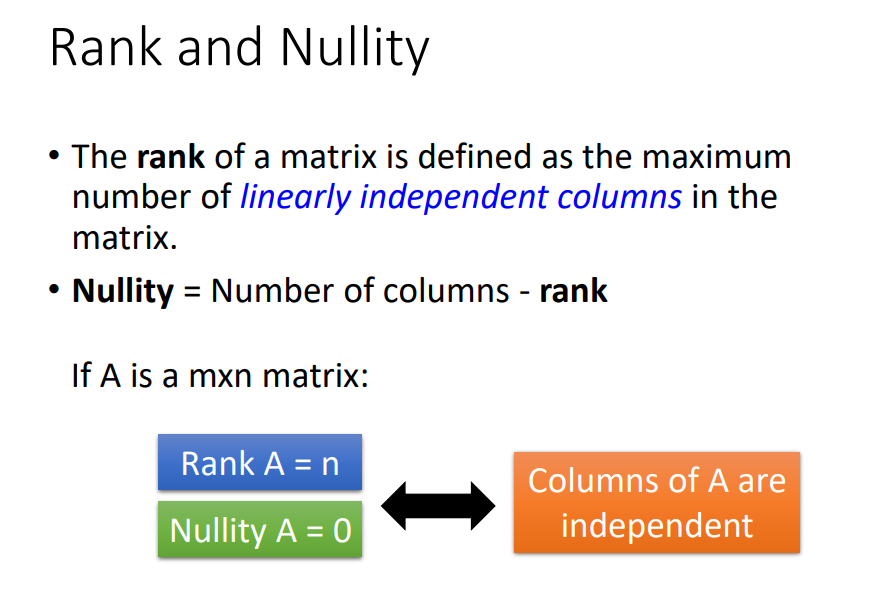 Rank and Nullity
• The rank of a matrix is defined as the maximum
number of linearly independent columns in the
matrix.
• Nullity = Number of columns - rank
If A is a mxn matrix:
Rank A = n
Nullity A = 0
Columns of A are
independent